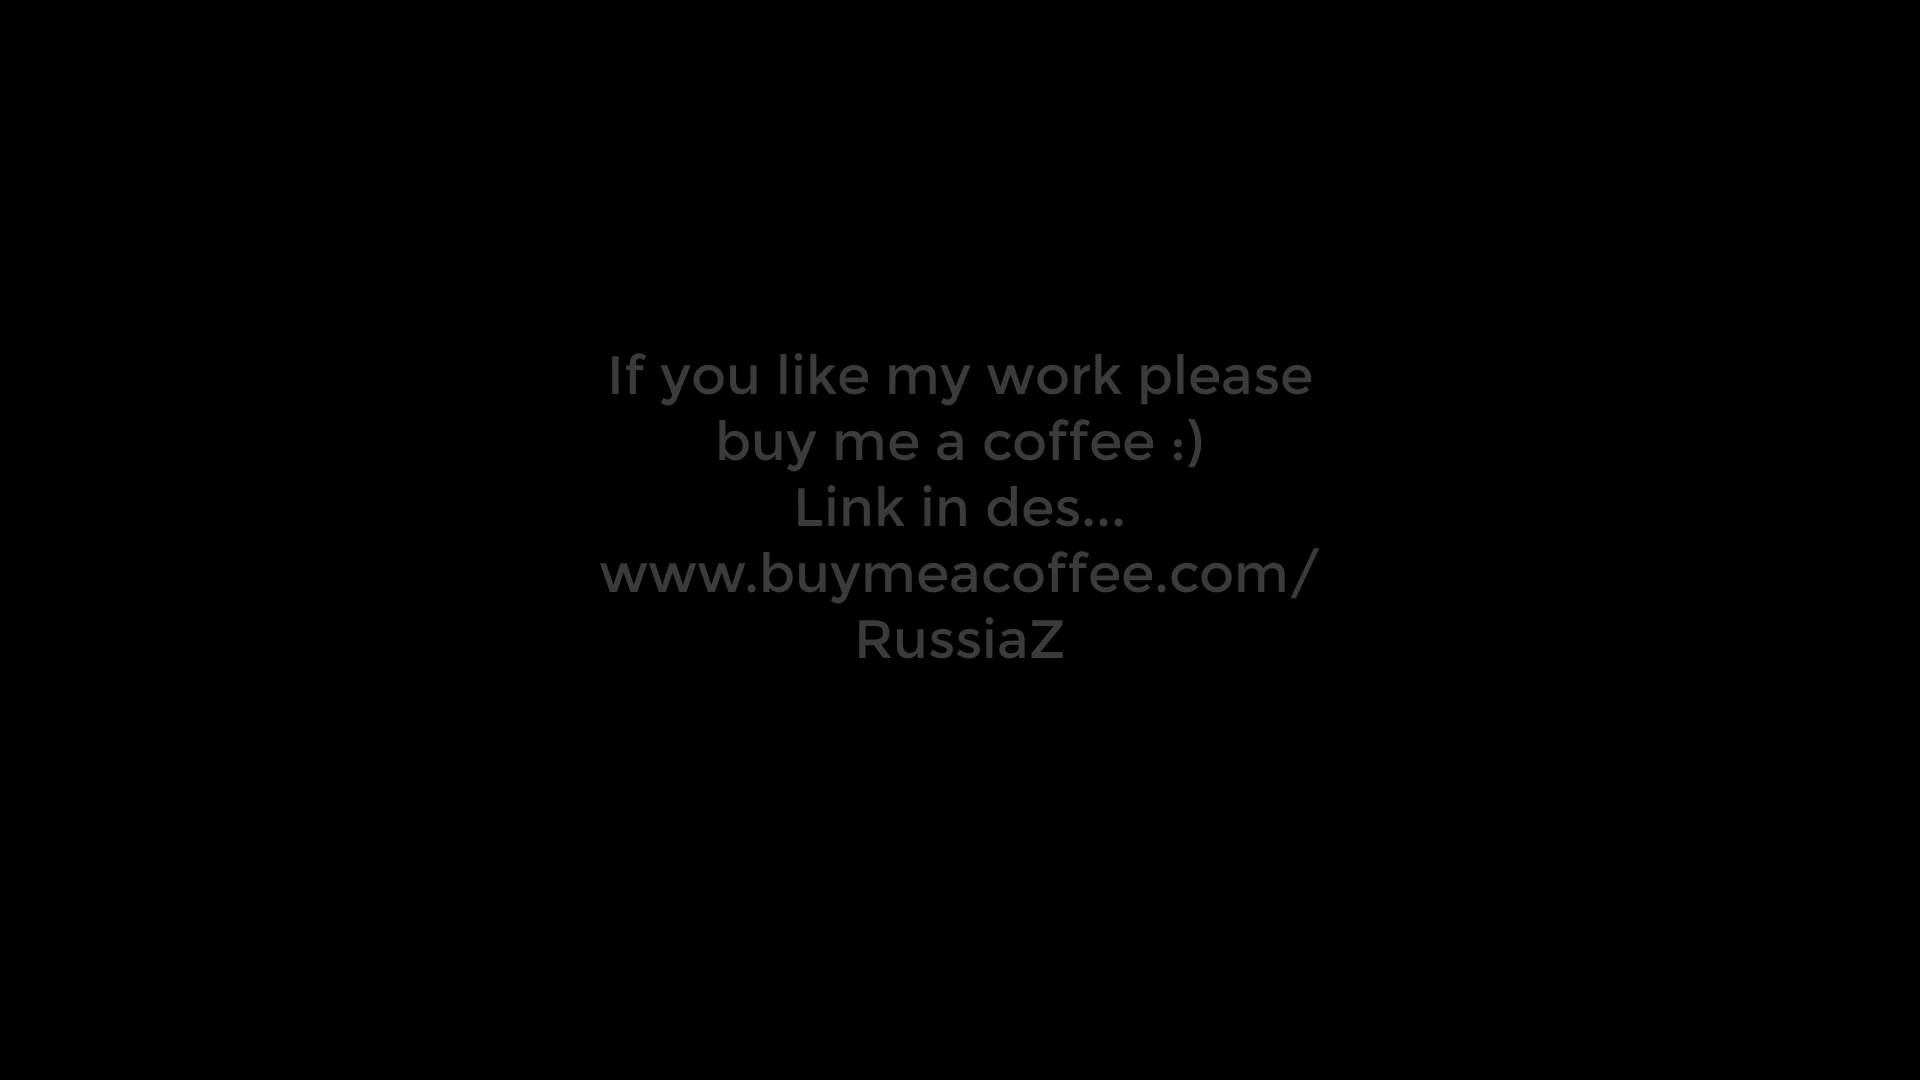 If you like my work please
buy me a coffee :)
Link in des...
www.buymeacoffee.com/
RussiaZ